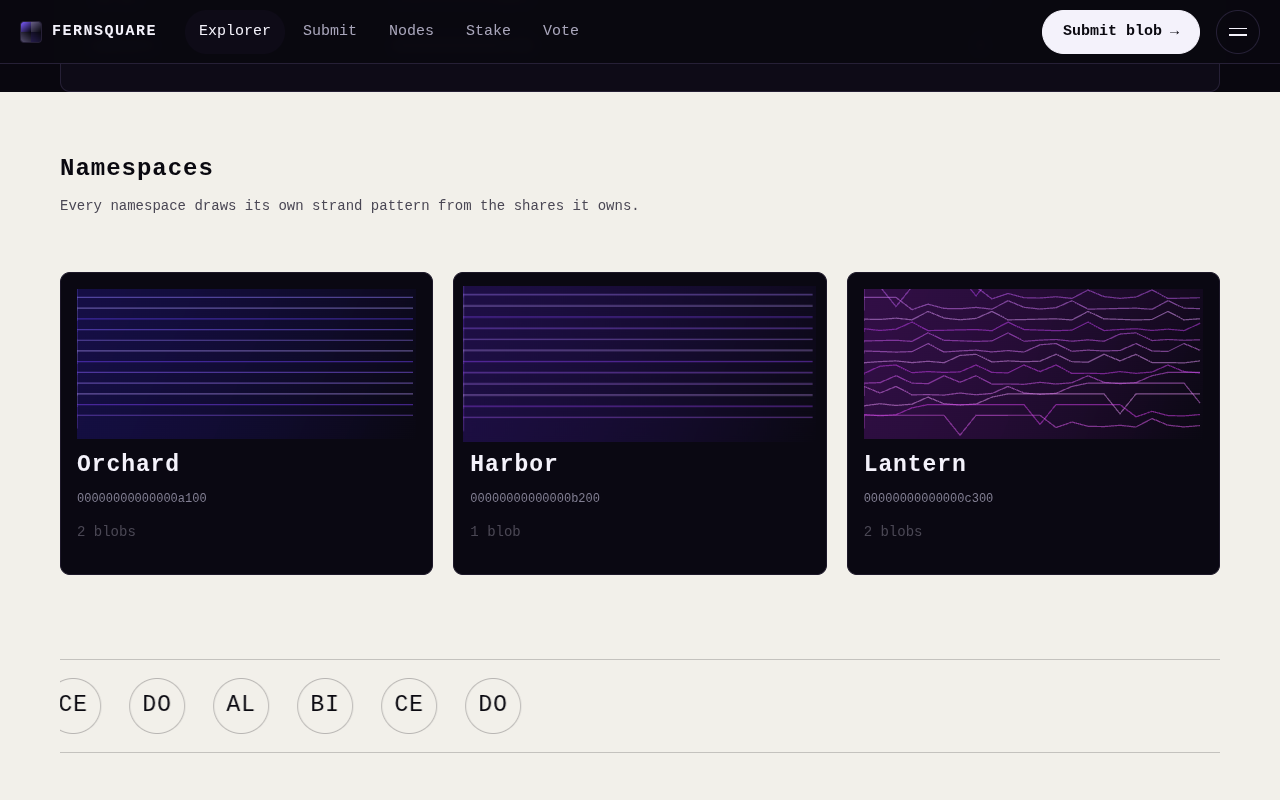 FERNSQUARE Explorer Submit Nodes Stake Vote Submit blob →
Namespaces
Every namespace draws its own strand pattern from the shares it owns.
Orchard
00000000000000a100
2 blobs
Harbor
00000000000000b200
1 blob
Lantern
00000000000000c300
2 blobs
CE DO AL BI CE DO